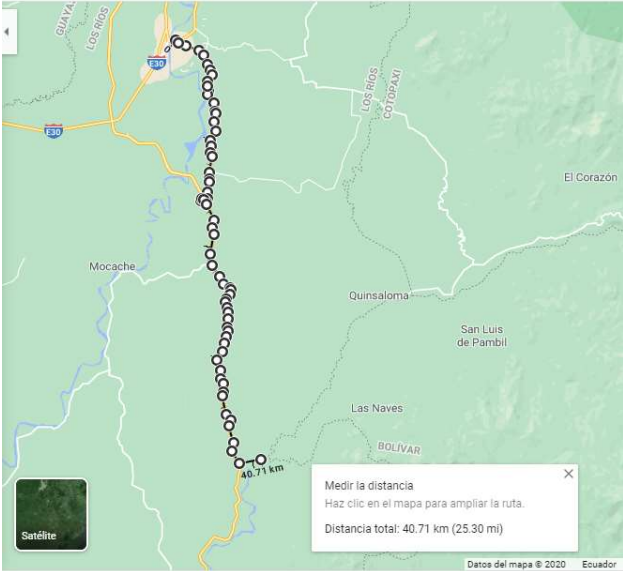 GUAYAS
LOS RÍOS
E30
E30
LOS RÍOS
COTOPAXI
El Corazón
Mocache
Quinsaloma
San Luis
de Pambil
Las Naves
BOLÍVAR
40.71 km
Medir la distancia
Haz clic en el mapa para ampliar la ruta.
Distancia total: 40.71 km (25.30 mi)
Satélite
Datos del mapa © 2020 Ecuador